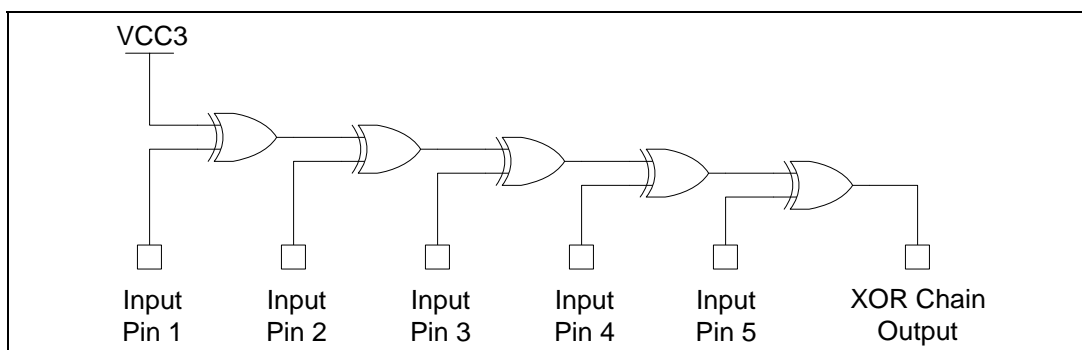 VCC3
Input
Pin 1
Input
Pin 2
Input
Pin 3
Input
Pin 4
Input
Pin 5
XOR Chain
Output